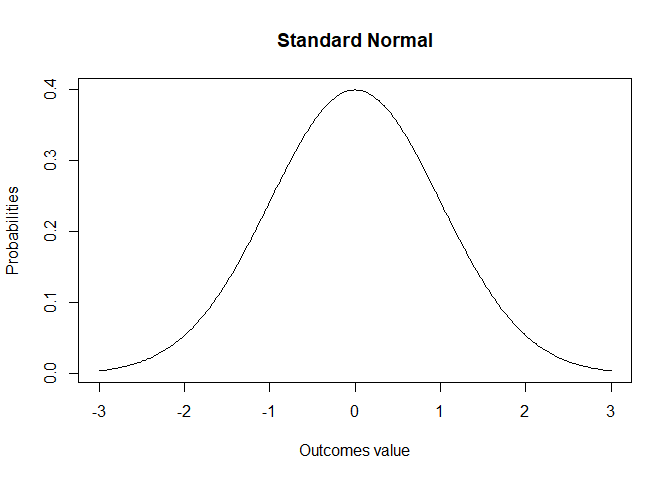 Standard Normal
Probabilities
0.4
0.3
0.2
0.1
0.0
-3 -2 -1 0 1 2 3
Outcomes value